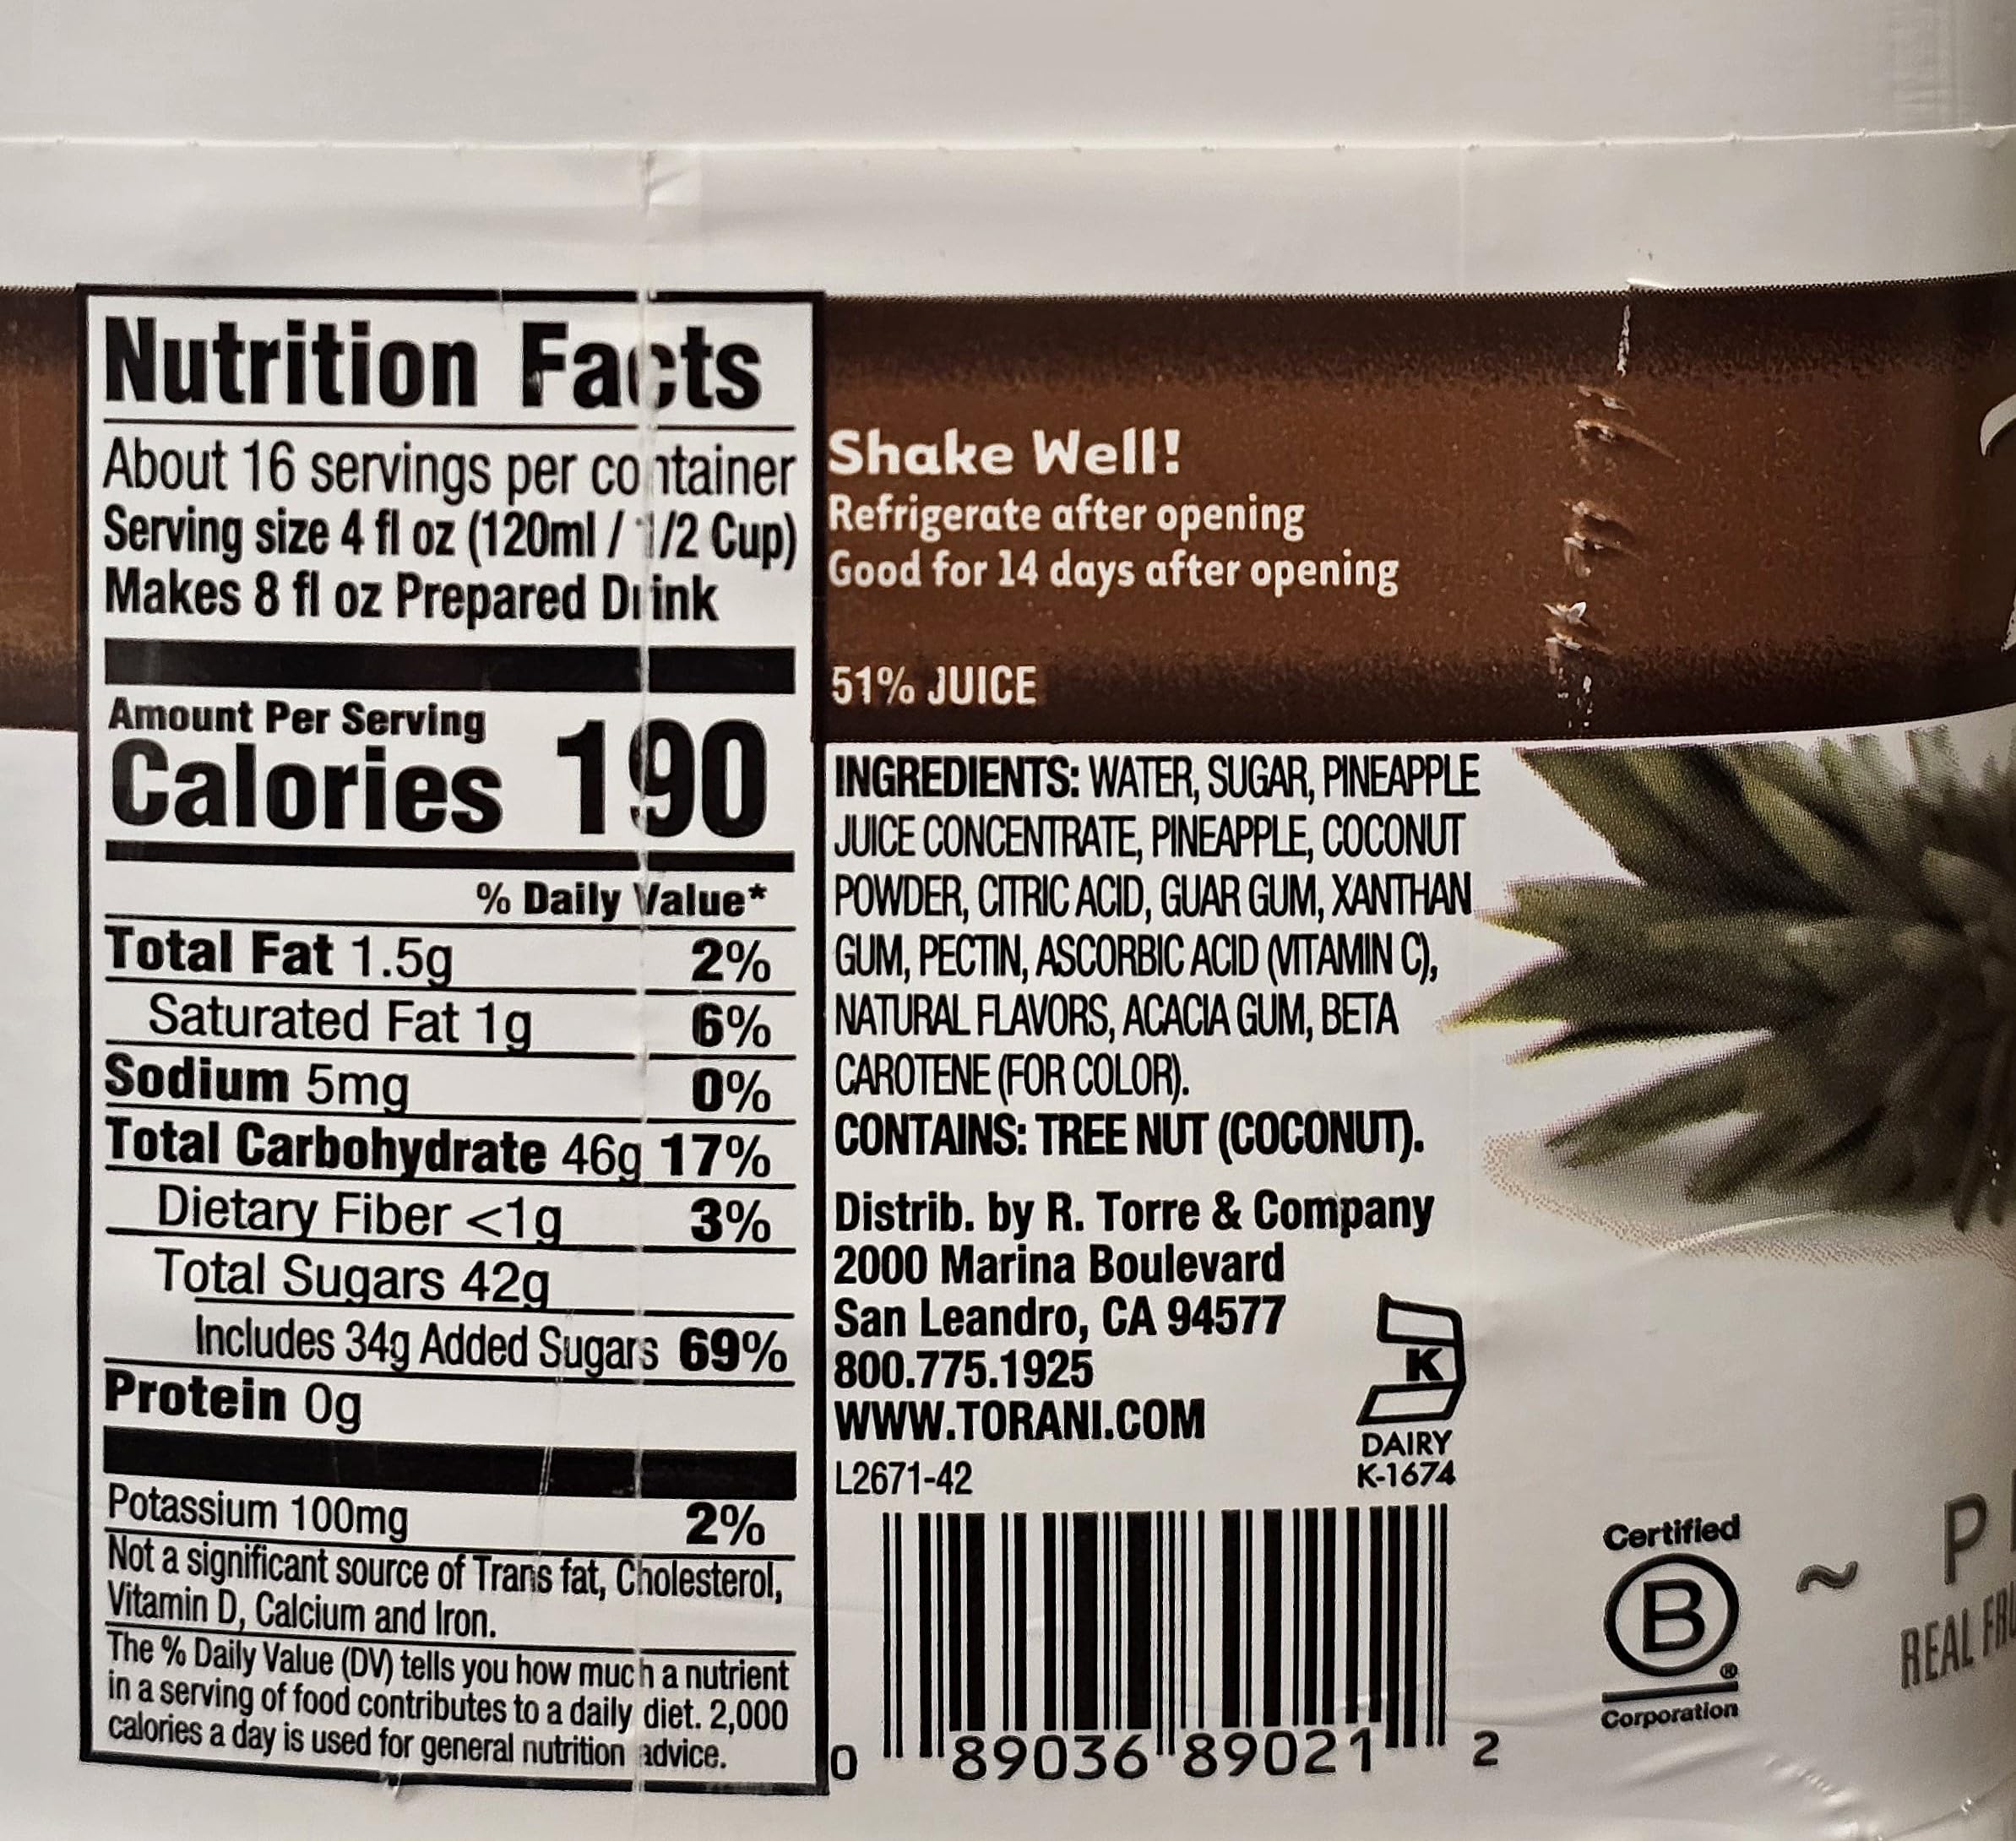 Nutrition Facts
About 16 servings per container
Serving size 4 fl oz (120ml / 1/2 Cup)
Makes 8 fl oz Prepared Drink
Amount Per Serving
Calories 190
% Daily Value*
Total Fat 1.5g 2%
Saturated Fat 1g 6%
Sodium 5mg 0%
Total Carbohydrate 46g 17%
Dietary Fiber <1g 3%
Total Sugars 42g
Includes 34g Added Sugars 69%
Protein 0g
Potassium 100mg 2%
Not a significant source of Trans fat, Cholesterol,
Vitamin D, Calcium and Iron.
The % Daily Value (DV) tells you how much a nutrient
in a serving of food contributes to a daily diet. 2,000
calories a day is used for general nutrition advice.
Shake Well!
Refrigerate after opening
Good for 14 days after opening
51% JUICE
INGREDIENTS: WATER, SUGAR, PINEAPPLE
JUICE CONCENTRATE, PINEAPPLE, COCONUT
POWDER, CITRIC ACID, GUAR GUM, XANTHAN
GUM, PECTIN, ASCORBIC ACID (VITAMIN C),
NATURAL FLAVORS, ACACIA GUM, BETA
CAROTENE (FOR COLOR).
CONTAINS: TREE NUT (COCONUT).
Distrib. by R. Torre & Company
2000 Marina Boulevard
San Leandro, CA 94577
800.775.1925
WWW.TORANI.COM
L2671-42
K
DAIRY
K-1674
0 89036 89021 2
Certified
B
®
Corporation
~
REAL